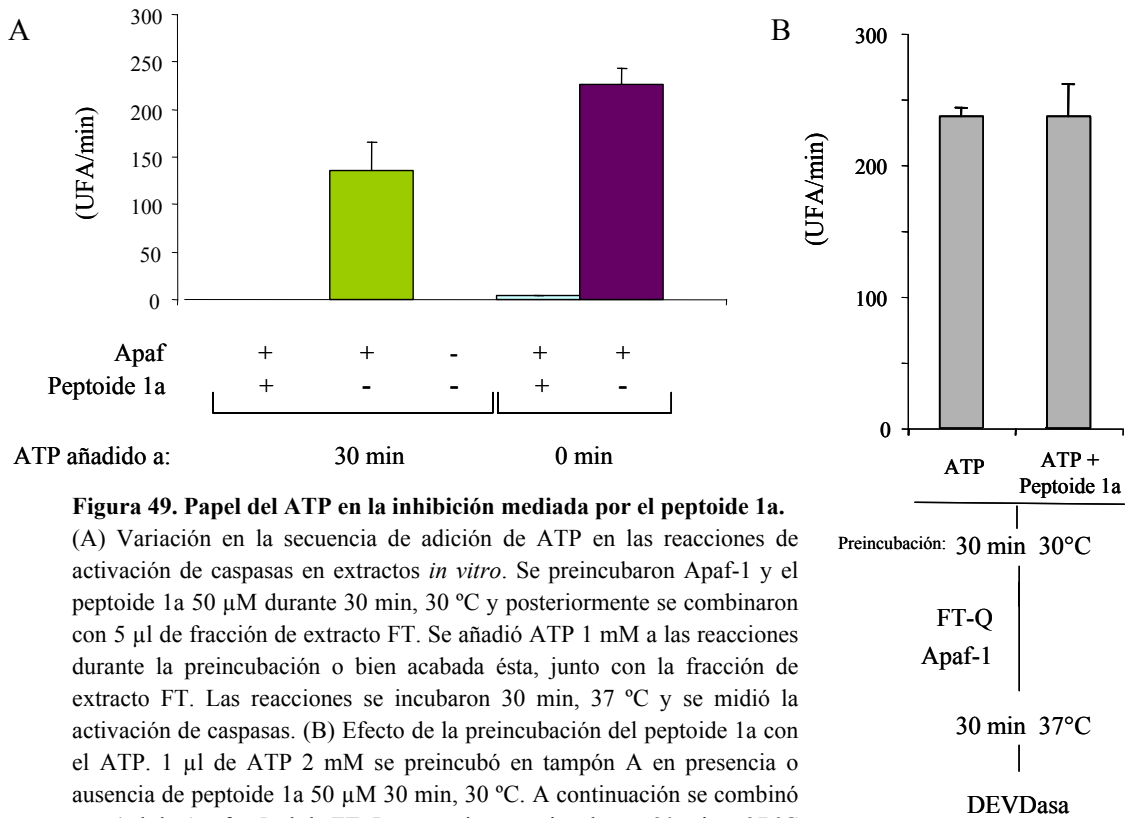 A
300
250
200
150
100
50
0
(UFA/min)
Apaf + + - + +
Peptoide 1a + - - + -
ATP añadido a: 30 min 0 min
B
300
200
100
0
(UFA/min)
ATP ATP +
Peptoide 1a
Preincubación: 30 min 30°C
FT-Q
Apaf-1
30 min 37°C
DEVDasa
Figura 49. Papel del ATP en la inhibición mediada por el peptoide 1a.
(A) Variación en la secuencia de adición de ATP en las reacciones de
activación de caspasas en extractos in vitro. Se preincubaron Apaf-1 y el
peptoide 1a 50 µM durante 30 min, 30 ºC y posteriormente se combinaron
con 5 µl de fracción de extracto FT. Se añadió ATP 1 mM a las reacciones
durante la preincubación o bien acabada ésta, junto con la fracción de
extracto FT. Las reacciones se incubaron 30 min, 37 ºC y se midió la
activación de caspasas. (B) Efecto de la preincubación del peptoide 1a con
el ATP. 1 µl de ATP 2 mM se preincubó en tampón A en presencia o
ausencia de peptoide 1a 50 µM 30 min, 30 ºC. A continuación se combinó